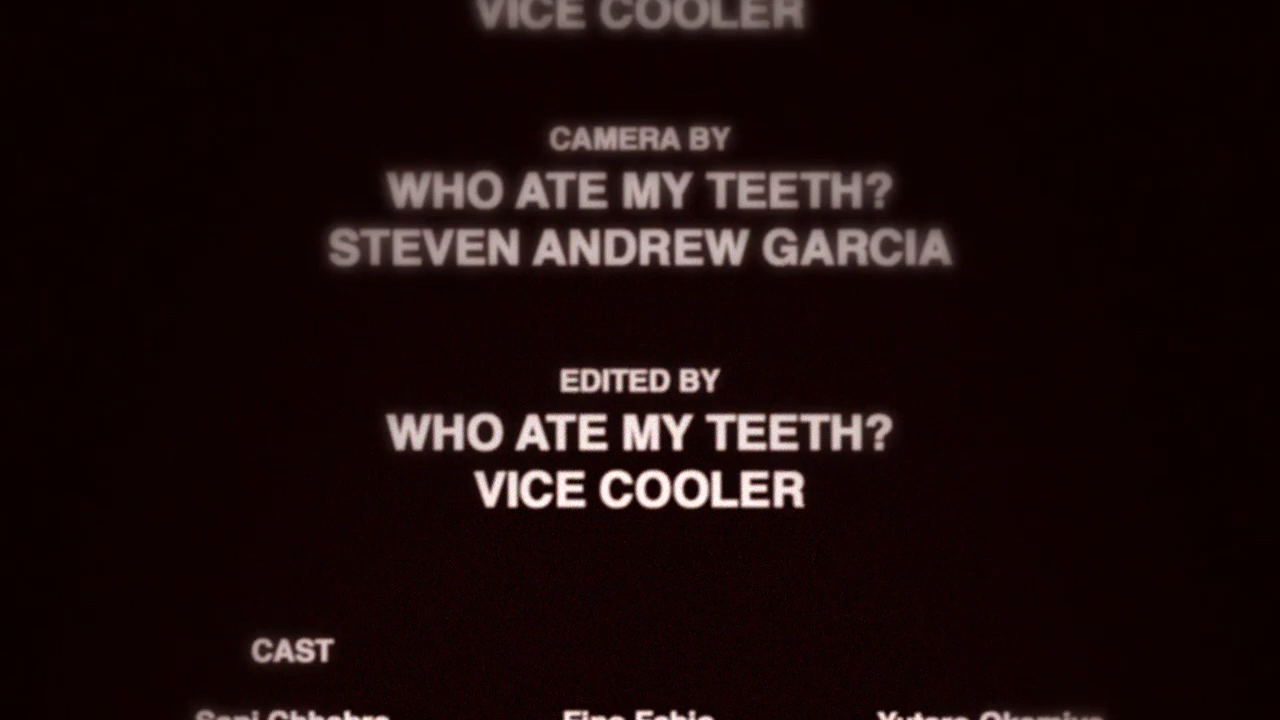 VICE COOLER
CAMERA BY
WHO ATE MY TEETH?
STEVEN ANDREW GARCIA
EDITED BY
WHO ATE MY TEETH?
VICE COOLER
CAST